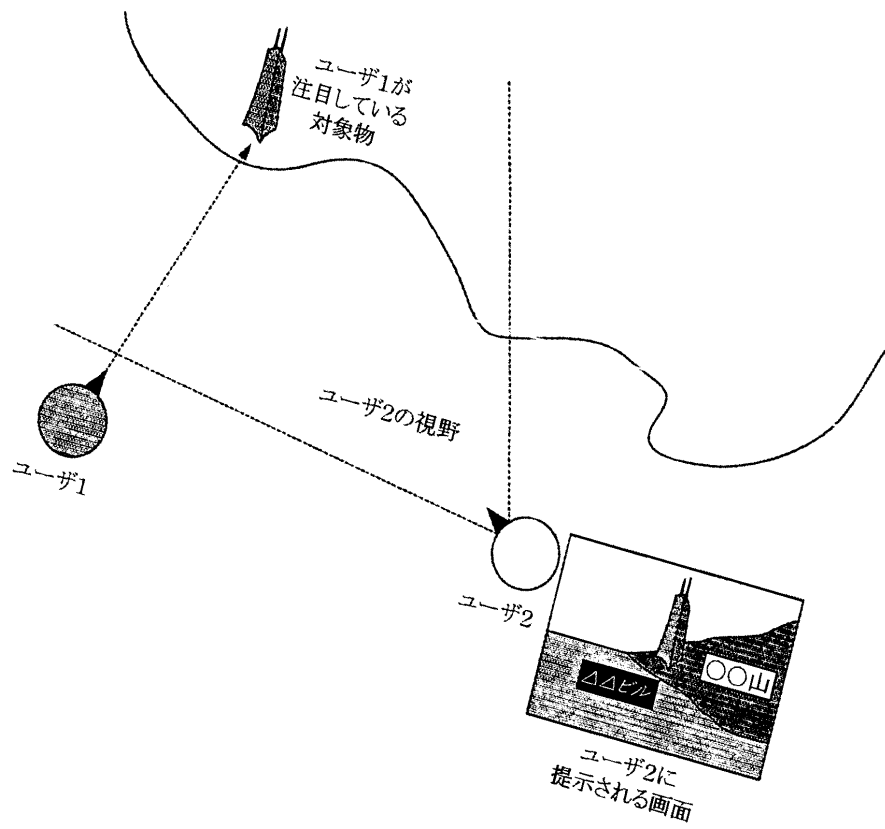 ユーザ1が
注目している
対象物
ユーザ2の視野
ユーザ1
ユーザ2
△△ビル
○○山
ユーザ2に
提示される画面